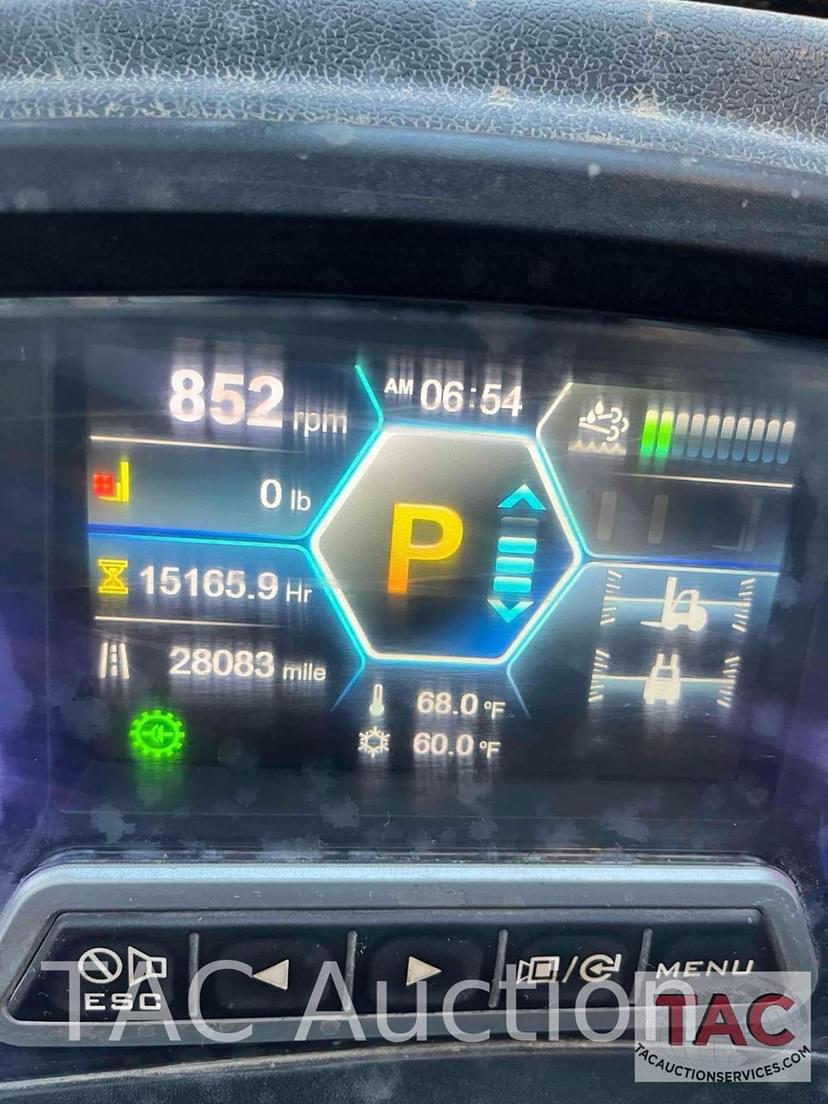 852 rpm
AM 06:54
0 lb
P
15165.9 Hr
28083 mile
68.0 °F
60.0 °F
ESC
MENU
TAC Auction
TAC
TACAUCTIONSERVICES.COM